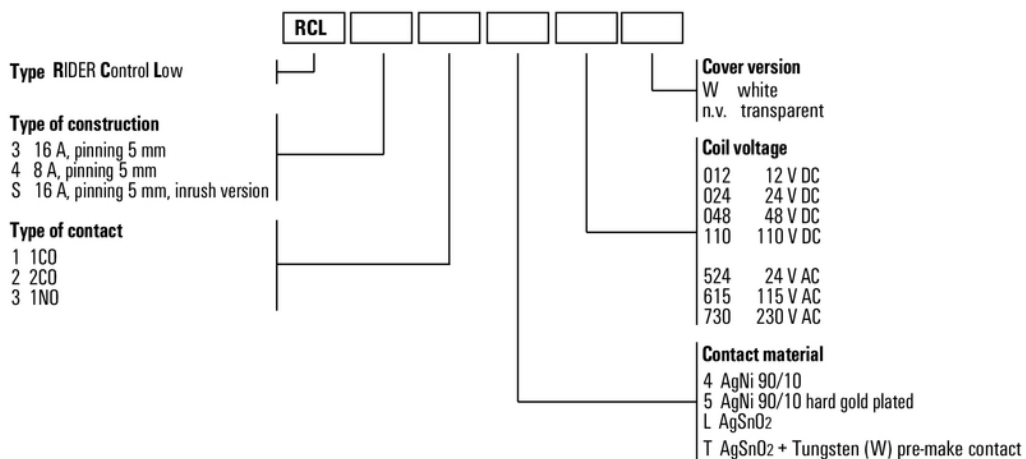 RCL
Type RIDER Control Low
Type of construction
3 16 A, pinning 5 mm
4 8 A, pinning 5 mm
S 16 A, pinning 5 mm, inrush version
Type of contact
1 1CO
2 2CO
3 1NO
Cover version
W white
n.v. transparent
Coil voltage
012 12 V DC
024 24 V DC
048 48 V DC
110 110 V DC
524 24 V AC
615 115 V AC
730 230 V AC
Contact material
4 AgNi 90/10
5 AgNi 90/10 hard gold plated
L AgSnO2
T AgSnO2 + Tungsten (W) pre-make contact